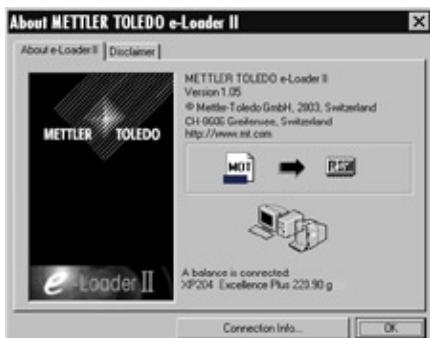 About METTLER TOLEDO e-Loader II
About e-Loader II
Disclaimer
METTLER TOLEDO
e-Loader II
METTLER TOLEDO e-Loader II
Version 1.05
© Mettler-Toledo GmbH, 2003, Switzerland
CH-8606 Greifensee, Switzerland
http://www.mt.com
MOT
A balance is connected:
XP204 Excellence Plus 220.90 g
Connection Info...
OK